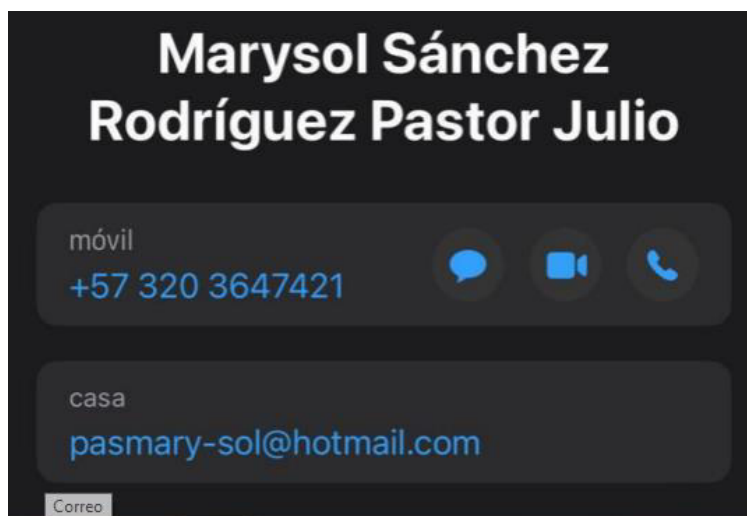 Marysol Sánchez
Rodríguez Pastor Julio
móvil
+57 320 3647421
casa
pasmary-sol@hotmail.com
Correo